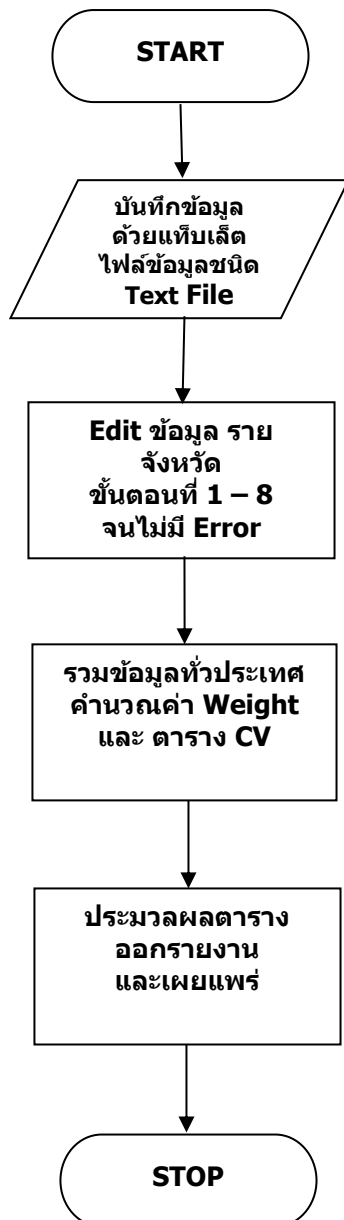 START
บันทึกข้อมูล
ด้วยแท็บเล็ต
ไฟล์ข้อมูลชนิด
Text File
Edit ข้อมูล ราย
จังหวัด
ขั้นตอนที่ 1 – 8
จนไม่มี Error
รวมข้อมูลทั่วประเทศ
คำนวณค่า Weight
และ ตาราง CV
ประมวลผลตาราง
ออกรายงาน
และเผยแพร่
STOP